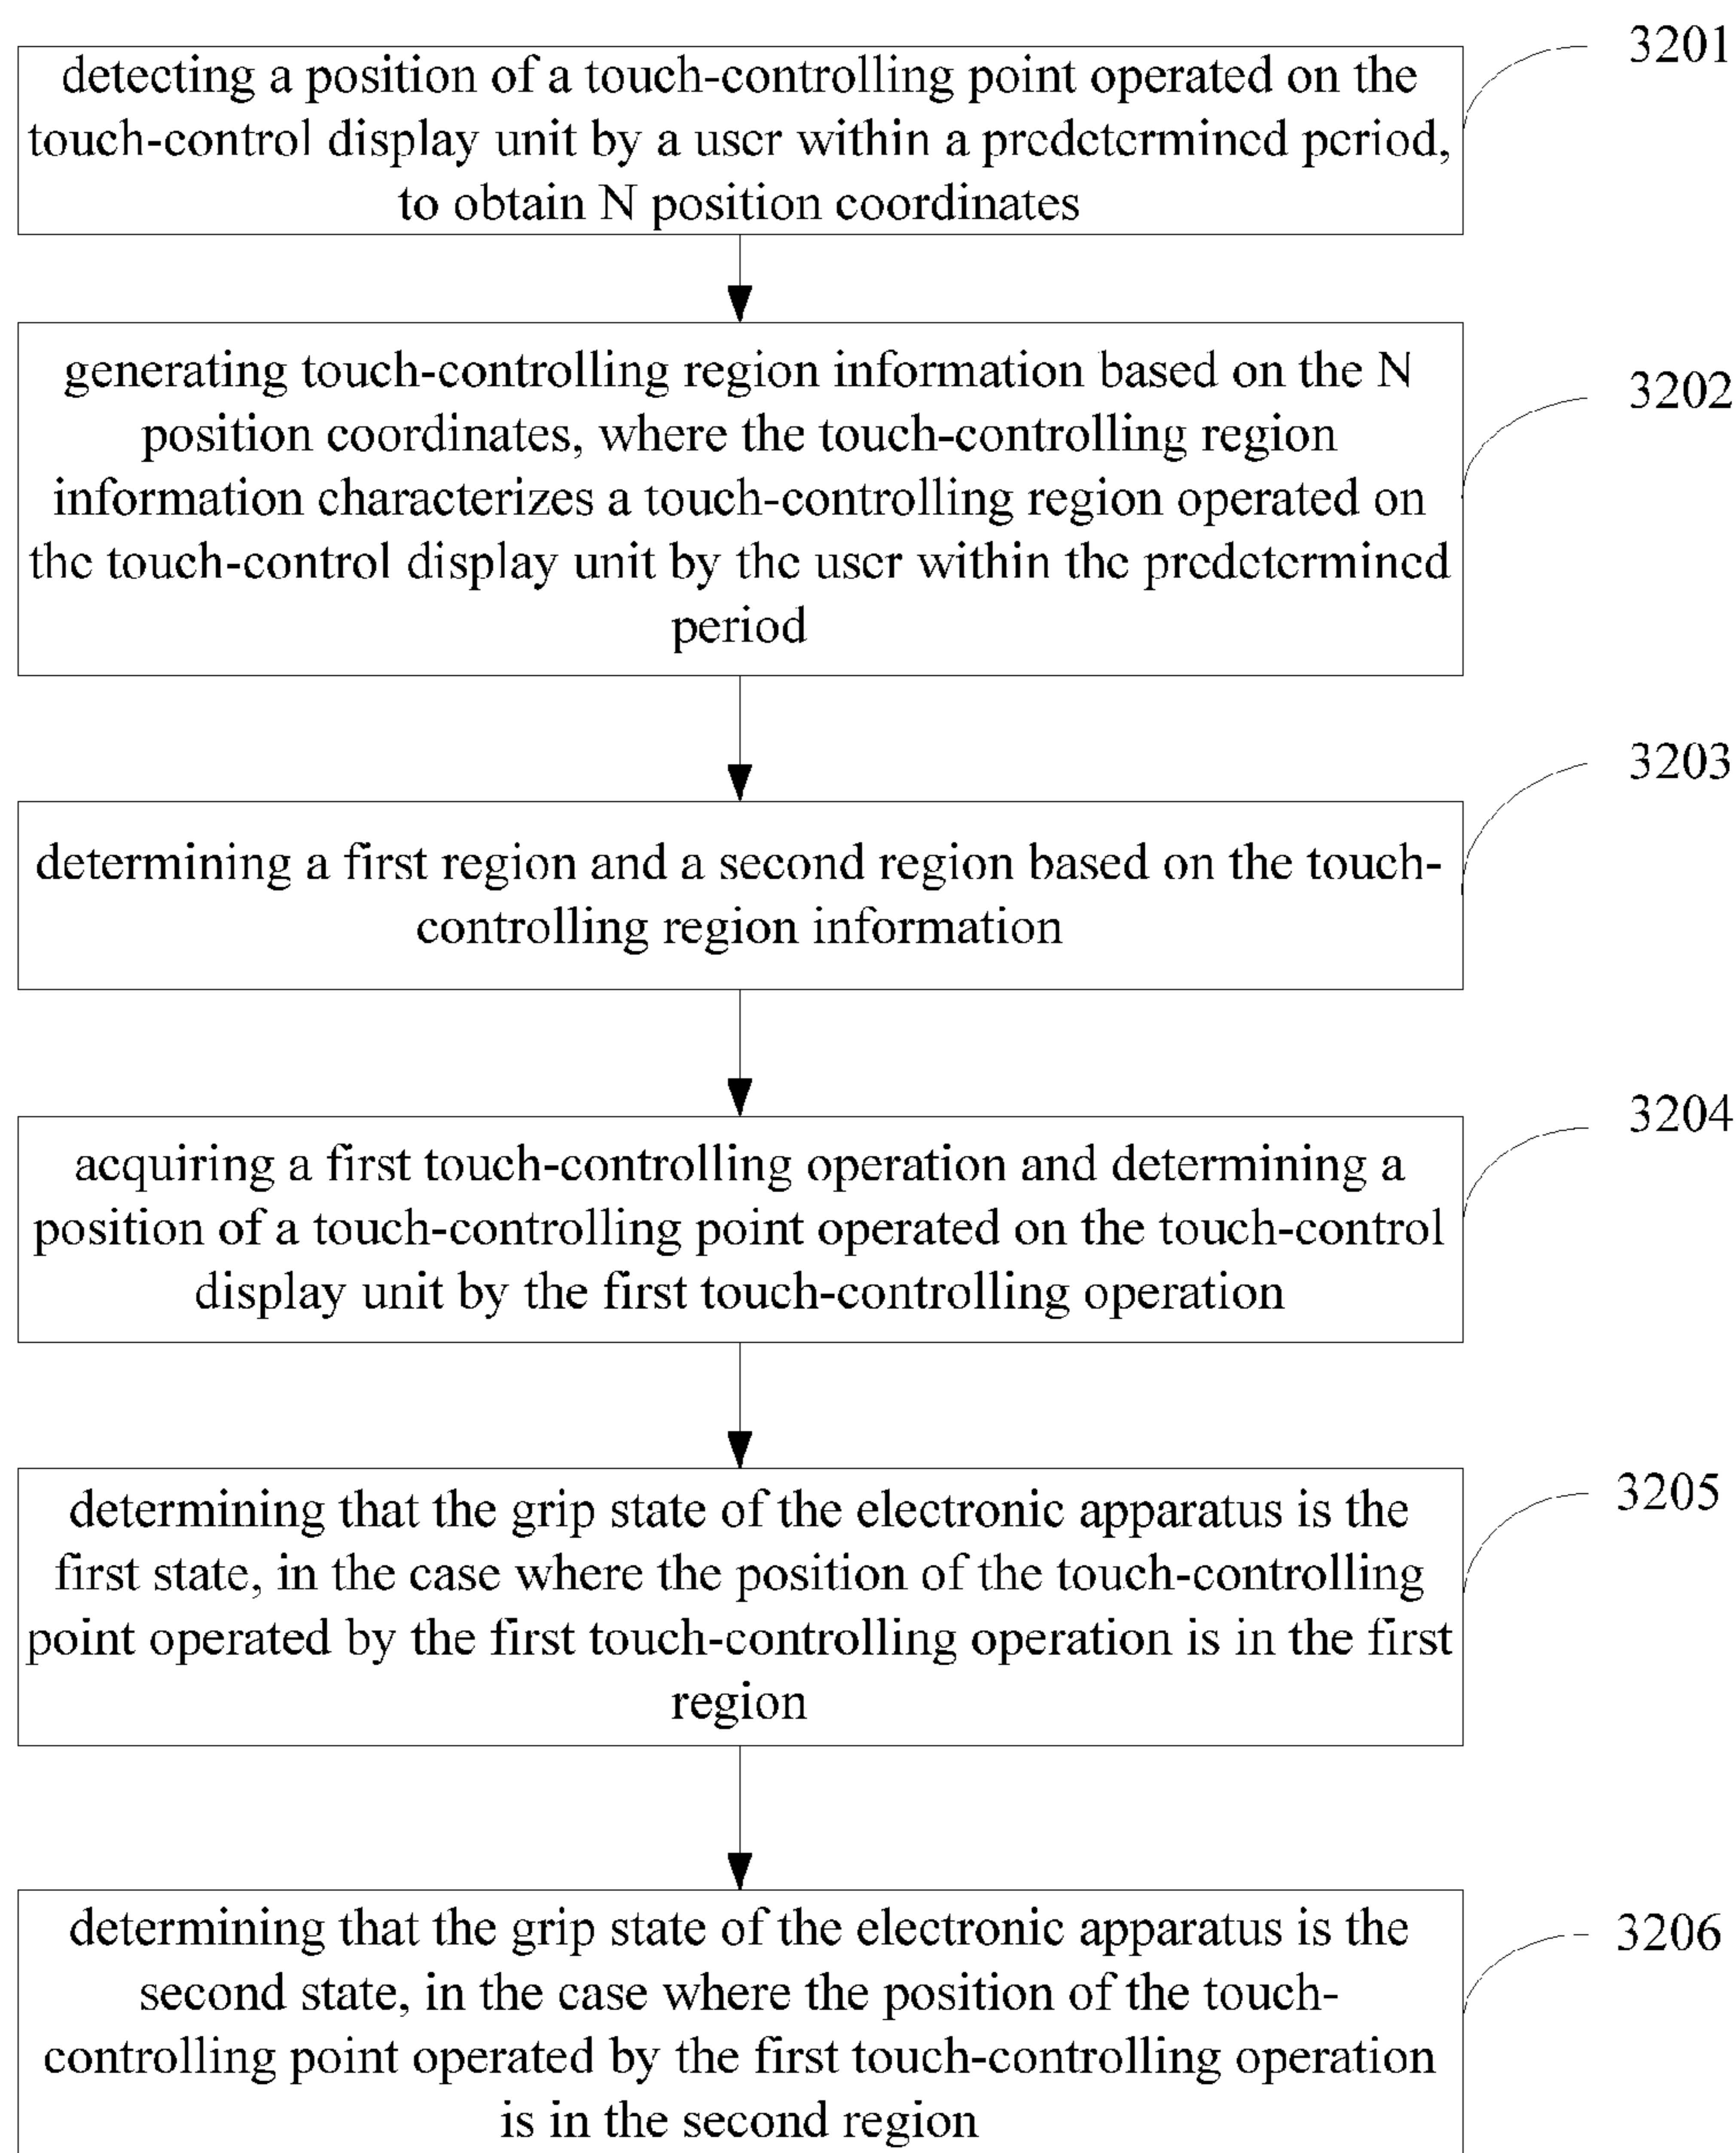 3201
detecting a position of a touch-controlling point operated on the
touch-control display unit by a user within a predetermined period,
to obtain N position coordinates
3202
generating touch-controlling region information based on the N
position coordinates, where the touch-controlling region
information characterizes a touch-controlling region operated on
the touch-control display unit by the user within the predetermined
period
3203
determining a first region and a second region based on the touch-
controlling region information
3204
acquiring a first touch-controlling operation and determining a
position of a touch-controlling point operated on the touch-control
display unit by the first touch-controlling operation
3205
determining that the grip state of the electronic apparatus is the
first state, in the case where the position of the touch-controlling
point operated by the first touch-controlling operation is in the first
region
3206
determining that the grip state of the electronic apparatus is the
second state, in the case where the position of the touch-
controlling point operated by the first touch-controlling operation
is in the second region